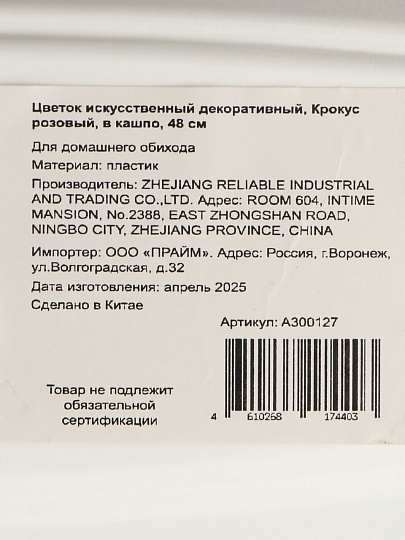 Цветок искусственный декоративный, Крокус
розовый, в кашпо, 48 см
Для домашнего обихода
Материал: пластик
Производитель: ZHEJIANG RELIABLE INDUSTRIAL
AND TRADING CO.,LTD. Адрес: ROOM 604, INTIME
MANSION, No.2388, EAST ZHONGSHAN ROAD,
NINGBO CITY, ZHEJIANG PROVINCE, CHINA
Импортер: ООО «ПРАЙМ». Адрес: Россия, г.Воронеж,
ул.Волгоградская, д.32
Дата изготовления: апрель 2025
Сделано в Китае
Артикул: А300127
Товар не подлежит
обязательной
сертификации
4 610268 174403